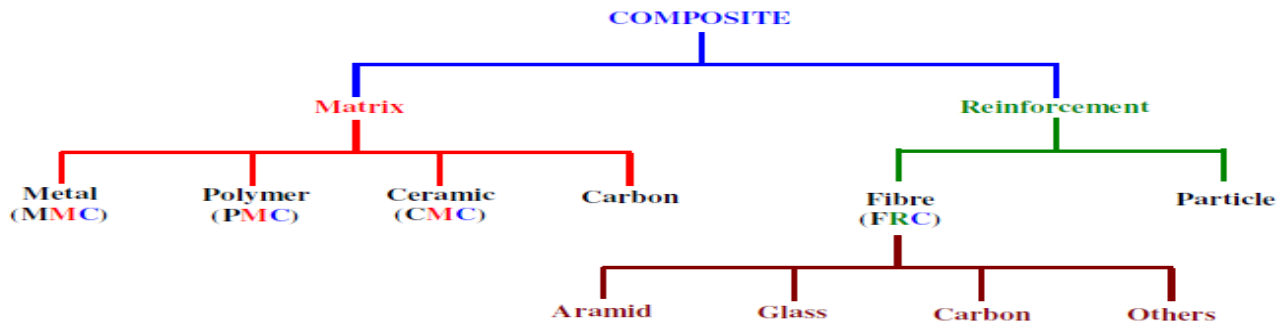 COMPOSITE
Matrix
Reinforcement
Metal
(MMC)
Polymer
(PMC)
Ceramic
(CMC)
Carbon
Fibre
(FRC)
Particle
Aramid
Glass
Carbon
Others